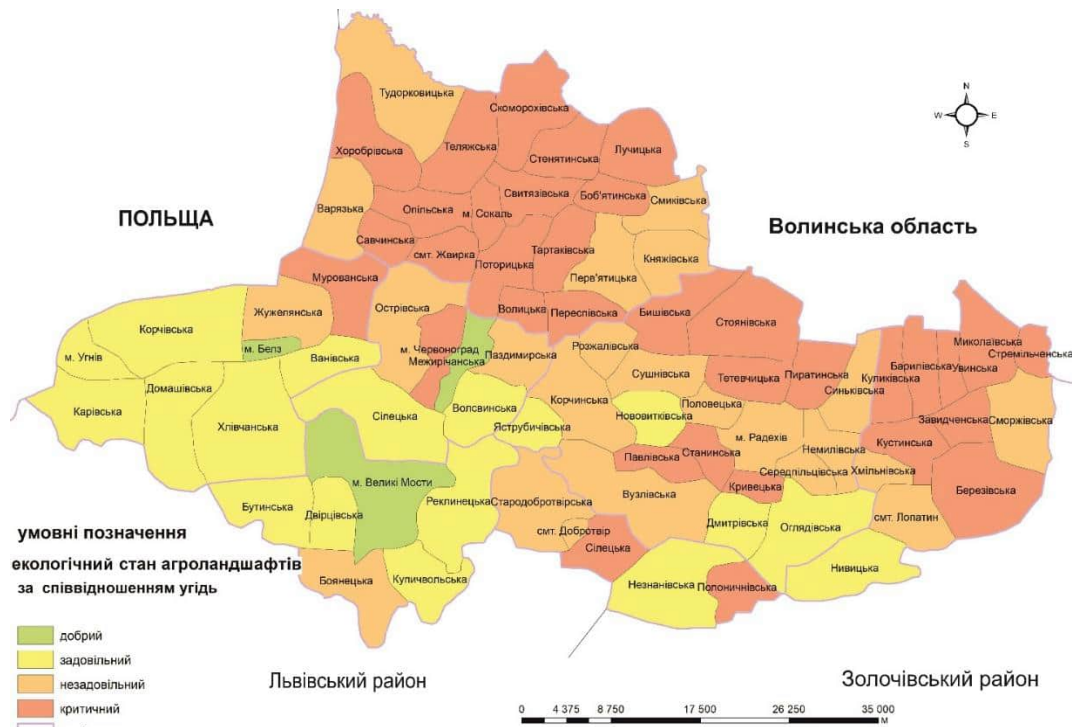 N
W
E
S
Тудорковицька
Скоморохівська
Хоробрівська
Теляжська
Стенятинська
Лучицька
Варязька
Опільська
м. Сокаль
Свитязівська
Боб'ятинська
Смиківська
ПОЛЬЩА
Волинська область
Савчинська
смт. Жвирка
Поторицька
Тартаківська
Перв'ятицька
Княжівська
Мурованська
Острівська
Волицька
Переспівська
Бишівська
Стоянівська
Жужелянська
Корчівська
м. Белз
Ванівська
м. Угнів
м. Червоноград
Межирічанська
Паздимирська
Розжалівська
Сушнівська
Тетевчицька
Пиратинська
Синьківська
Куликівська
Барилівська
Увинська
Миколаївська
Стремільченська
Карівська
Домашівська
Хлівчанська
Сілецька
Волсвинська
Яструбичівська
Корчинська
Нововитківська
Половецька
м. Радехів
Немилівська
Завидченська
Сморжівська
Кустинська
Павлівська
Станинська
Середпільцівська
Хмільнівська
Кривецька
Березівська
м. Великі Мости
Реклинецька
Стародобротвірська
Вузлівська
Бутинська
Двірцівська
смт. Добротвір
Сілецька
Дмитрівська
Оглядівська
смт. Лопатин
Боянецька
Купичвольська
Незнанівська
Полоничнівська
Нивицька
умовні позначення
екологічний стан агроландшафтів
за співвідношенням угідь
добрий
задовільний
незадовільний
критичний
Львівський район
Золочівський район
0 4 375 8 750 17 500 26 250 35 000
М